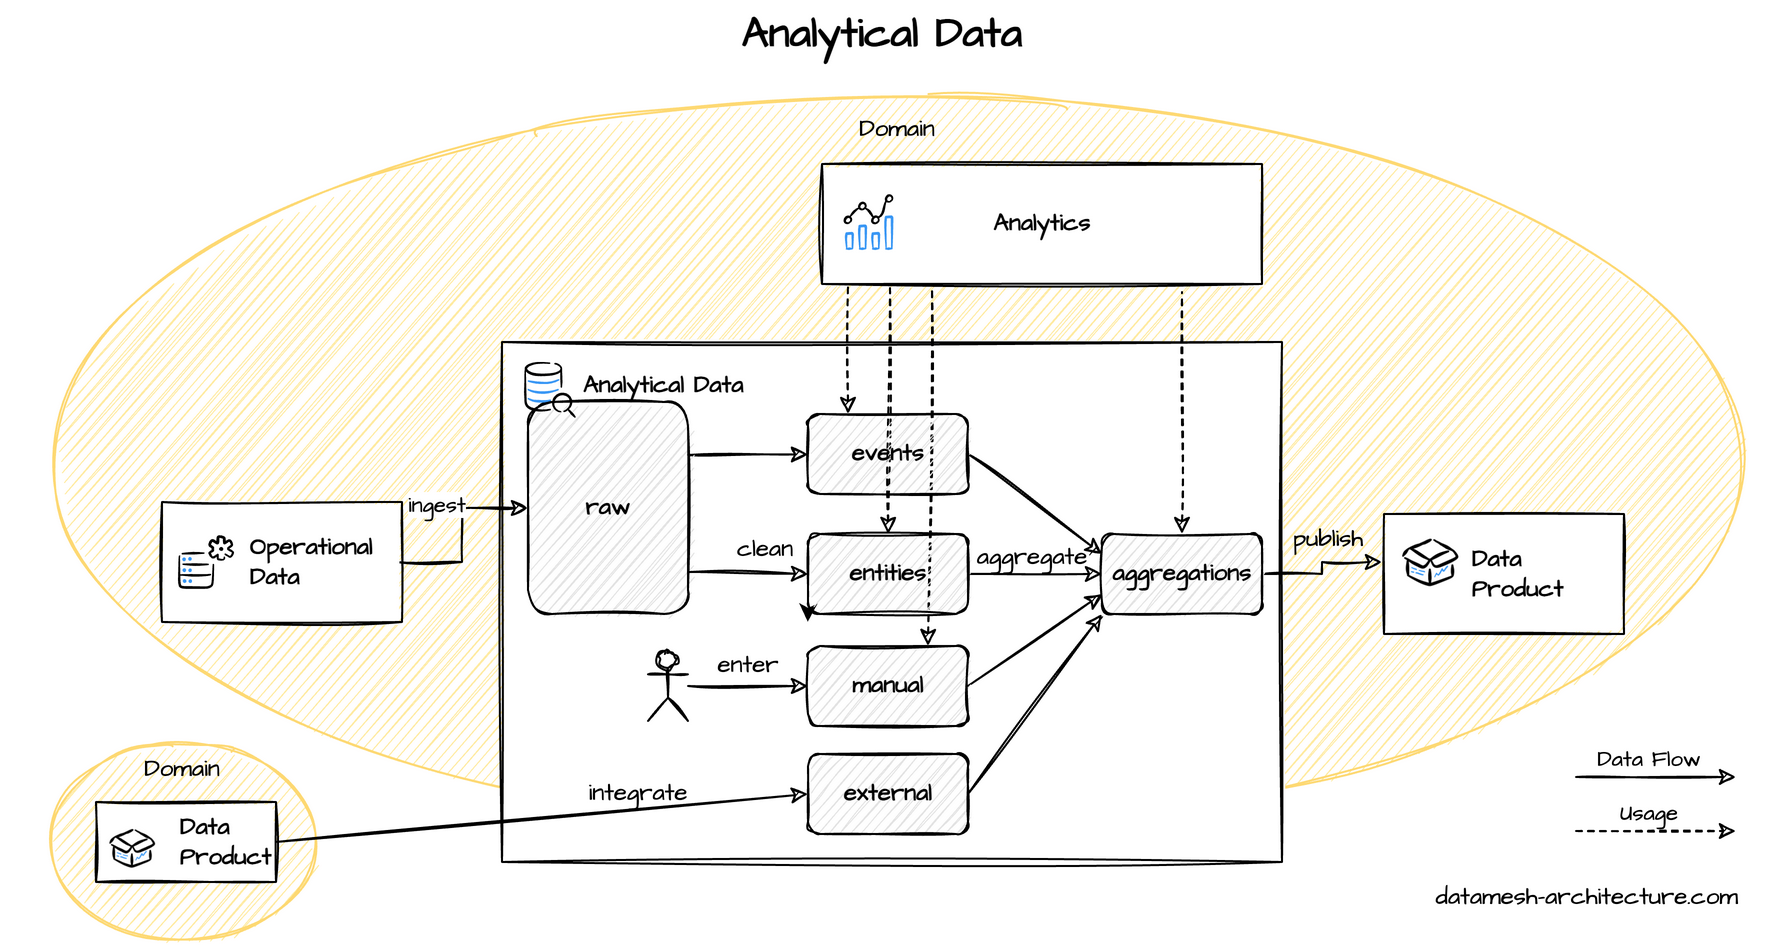 Analytical Data
Domain
Analytics
Analytical Data
events
raw
ingest
Operational
Data
clean
entities
aggregate
aggregations
publish
Data
Product
enter
manual
Domain
Data
Product
integrate
external
Data Flow
Usage
datamesh-architecture.com